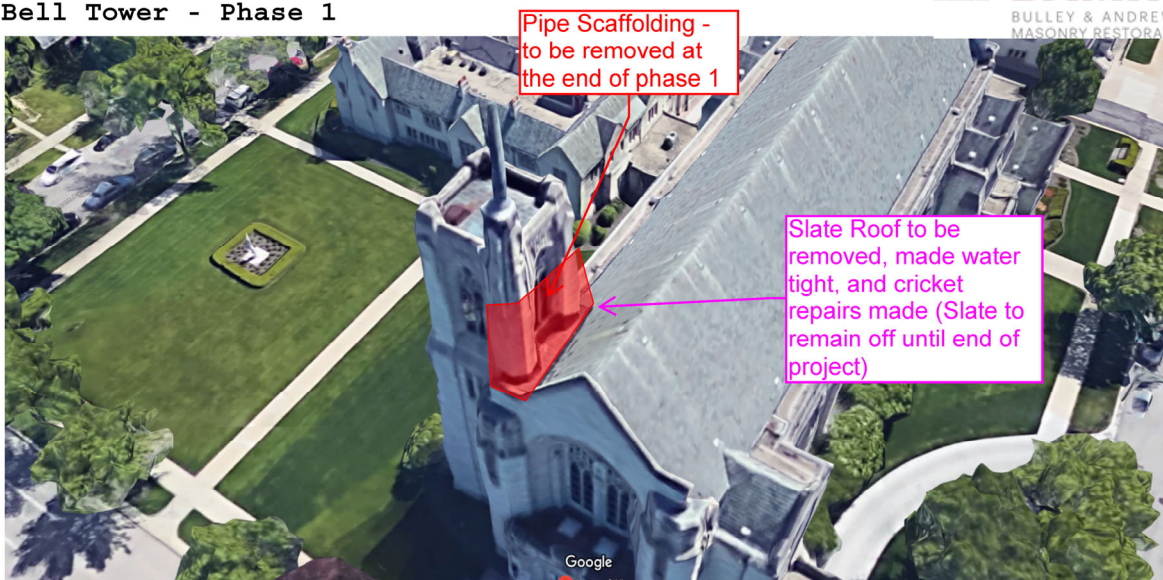 Bell Tower - Phase 1
BULLEY & ANDREW
MASONRY RESTORA
Pipe Scaffolding -
to be removed at
the end of phase 1
Slate Roof to be
removed, made water
tight, and cricket
repairs made (Slate to
remain off until end of
project)
Google